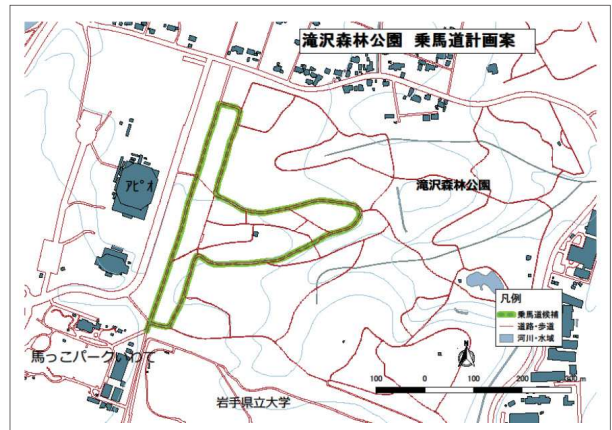 滝沢森林公園 乗馬道計画案
アピオ
滝沢森林公園
凡例
乗馬道候補
道路・歩道
河川・水域
馬っこパークいわて
岩手県立大学
N
100 0 100 200 300 m